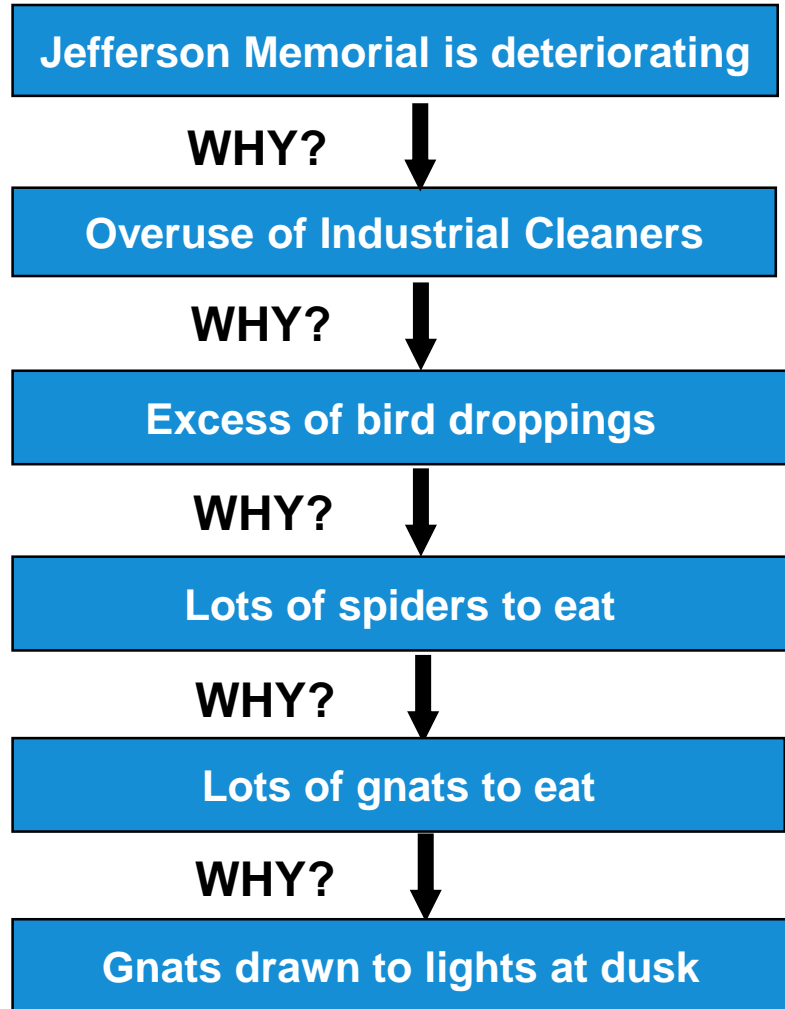 Jefferson Memorial is deteriorating
WHY?
Overuse of Industrial Cleaners
WHY?
Excess of bird droppings
WHY?
Lots of spiders to eat
WHY?
Lots of gnats to eat
WHY?
Gnats drawn to lights at dusk